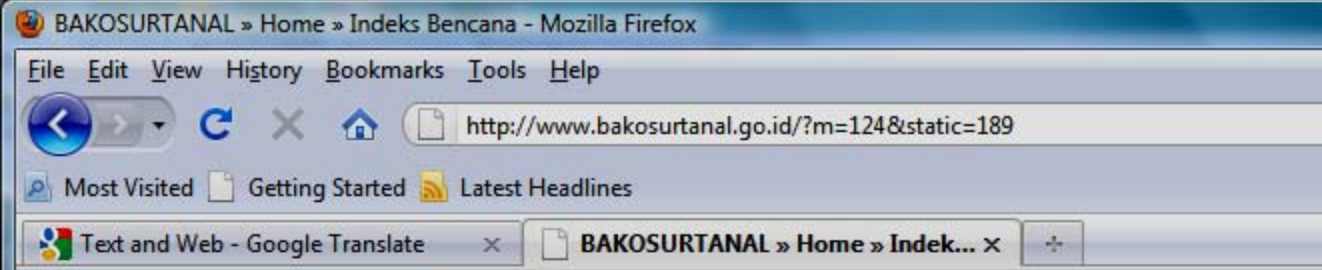 BAKOSURTANAL » Home » Indeks Bencana - Mozilla Firefox
File Edit View History Bookmarks Tools Help
http://www.bakosurtanal.go.id/?m=124&static=189
Most Visited Getting Started Latest Headlines
Text and Web - Google Translate BAKOSURTANAL » Home » Indek...